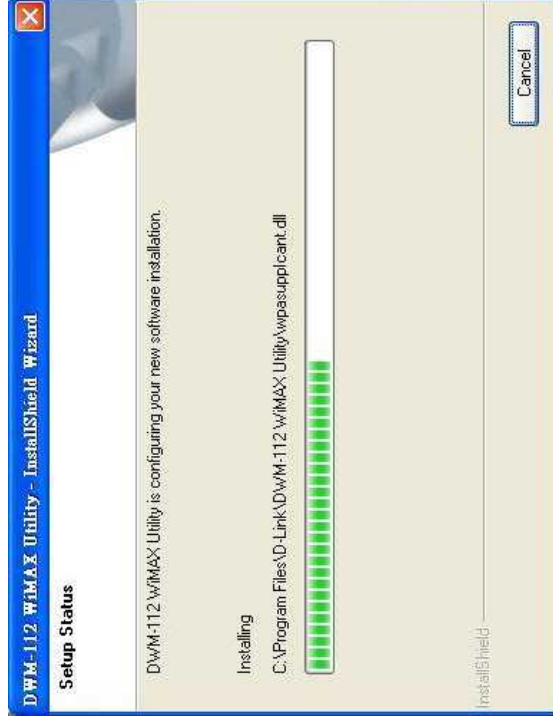 DWM-112 WiMAX Utility - InstallShield Wizard
Setup Status
DWM-112 WiMAX Utility is configuring your new software installation.
Installing
C:\Program Files\D-Link\DWM-112 WiMAX Utility\wpasupplcant.dll
InstallShield
Cancel